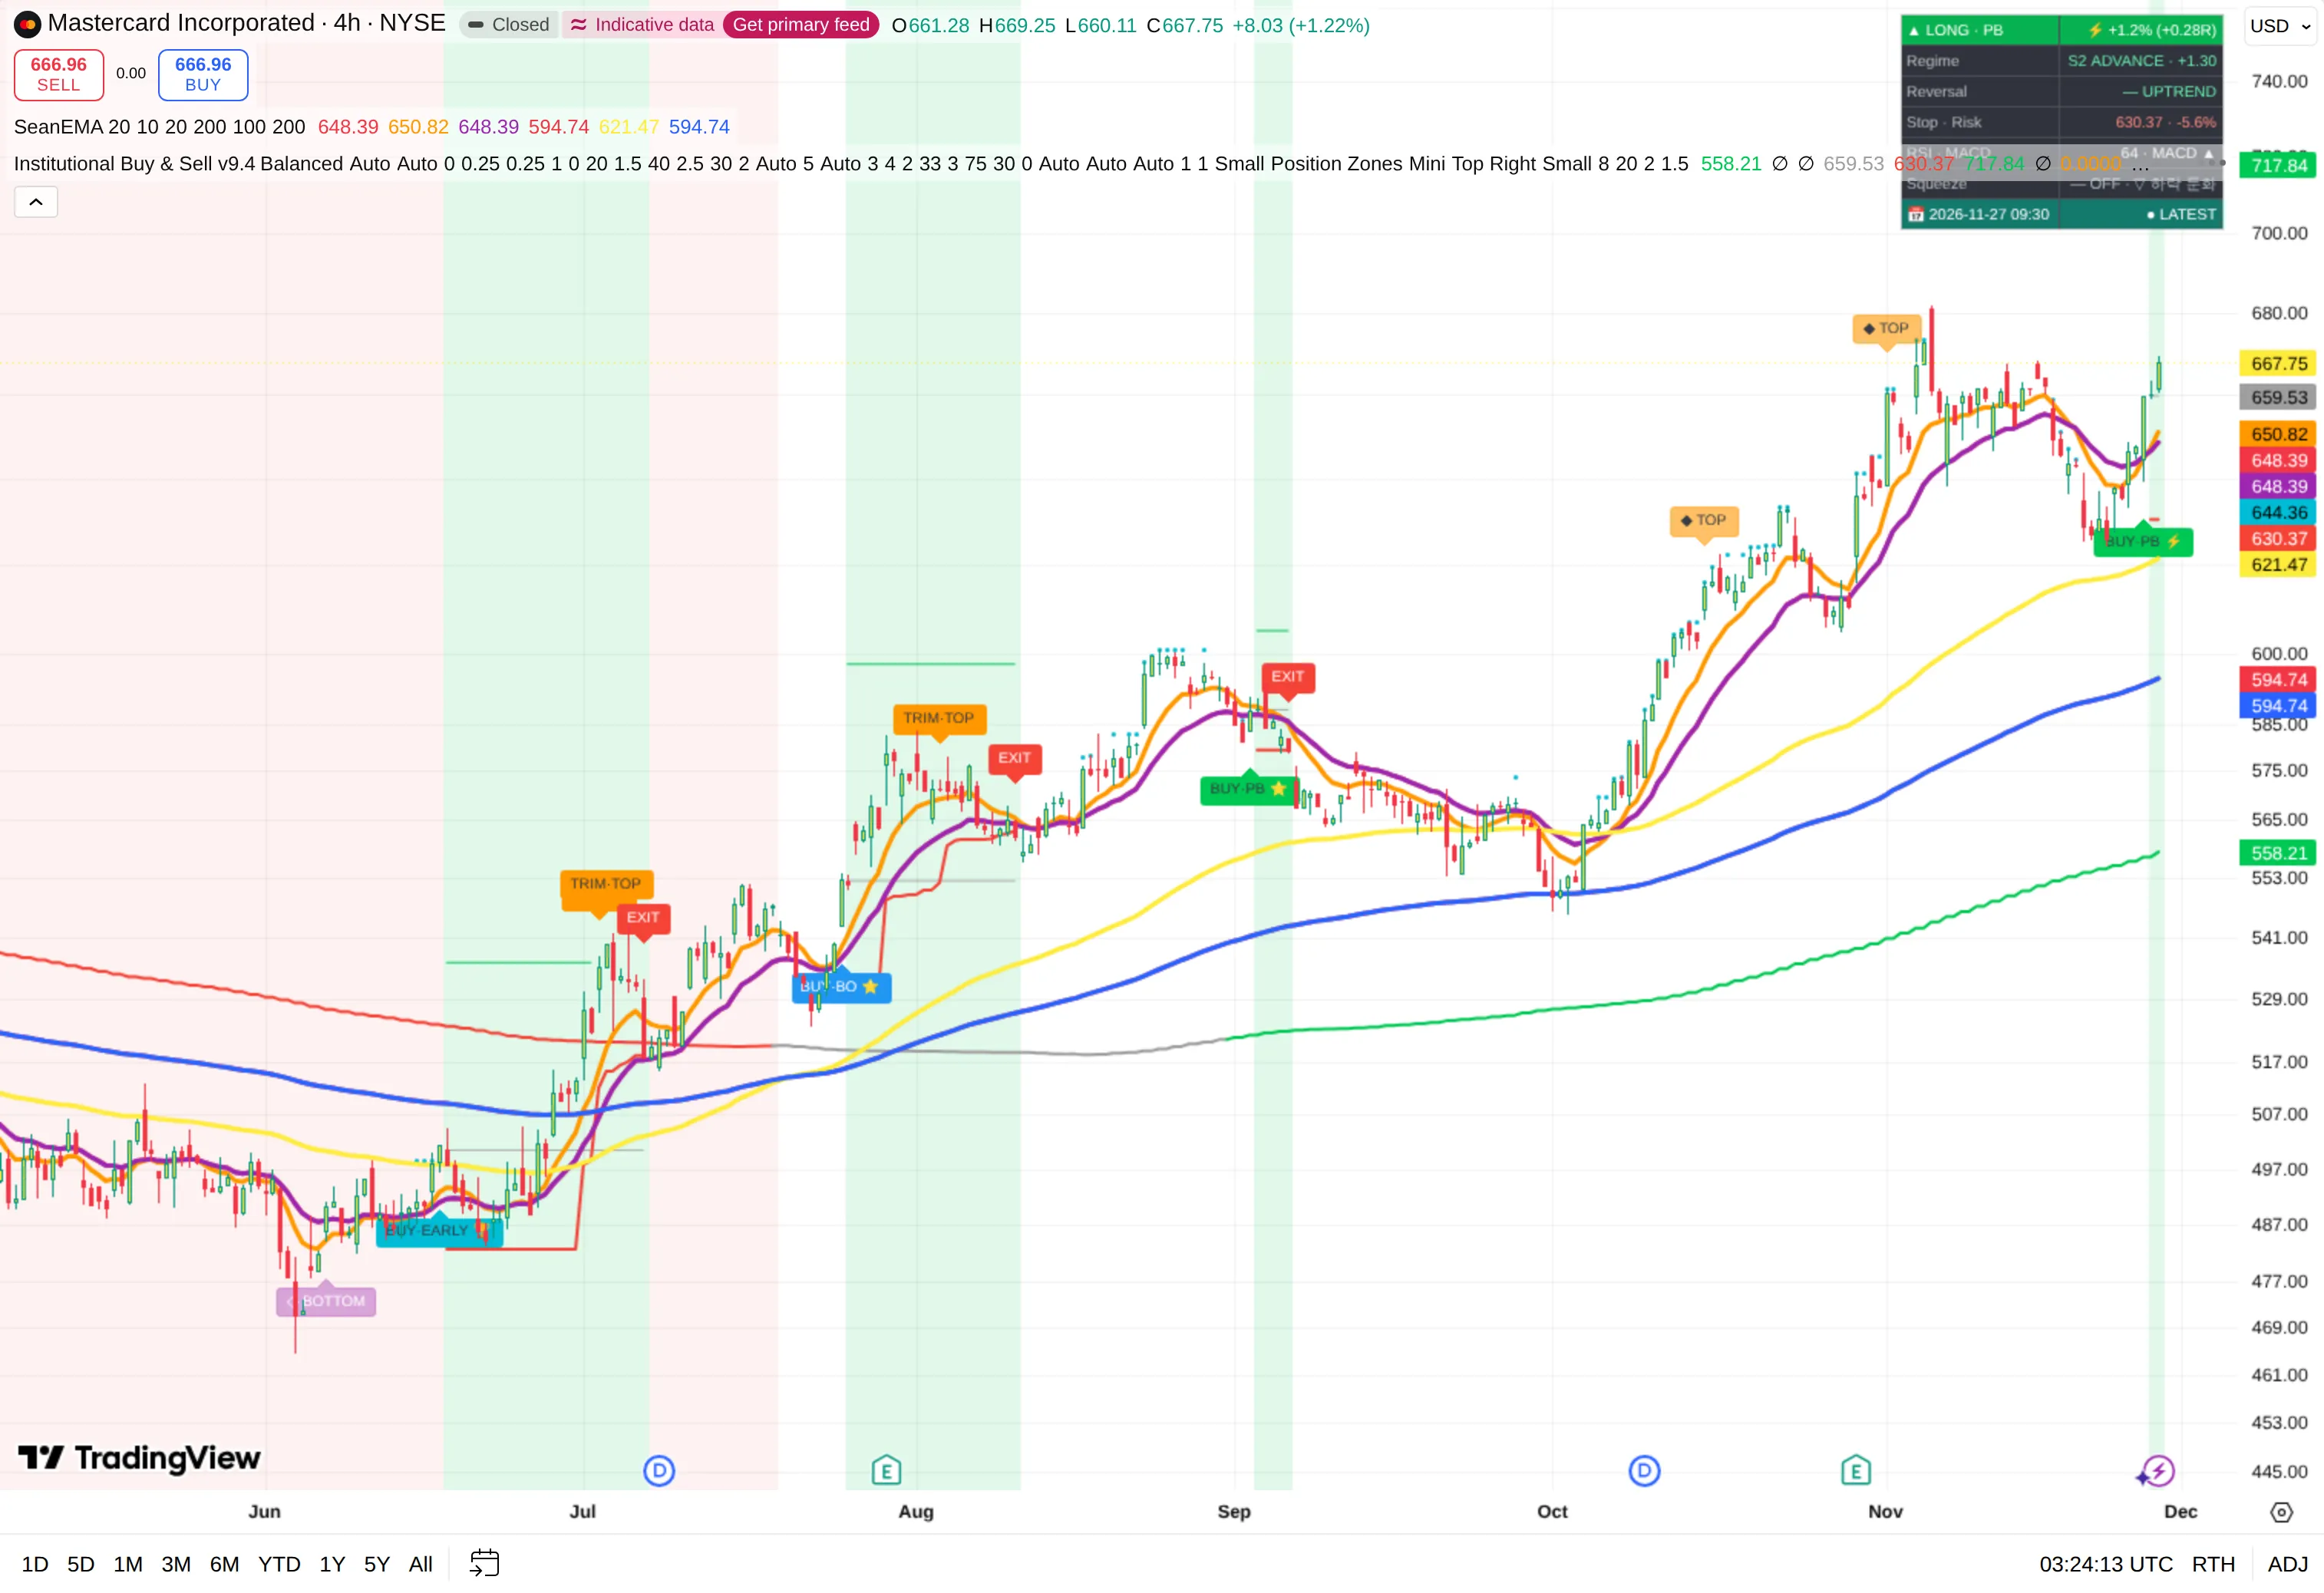 Mastercard Incorporated · 4h · NYSE Closed Indicative data Get primary feed O661.28 H669.25 L660.11 C667.75 +8.03 (+1.22%)
666.96 SELL 0.00 666.96 BUY
SeanEMA 20 10 20 200 100 200 648.39 650.82 648.39 594.74 621.47 594.74
Institutional Buy & Sell v9.4 Balanced Auto Auto 0 0.25 0.25 1 0 20 1.5 40 2.5 30 2 Auto 5 Auto 3 4 2 33 3 75 30 0 Auto Auto Auto 1 1 Small Position Zones Mini Top Right Small 8 20 2 1.5 558.21 ∅ ∅ 659.53 630.37 717.84 ∅ 0.0000 ...
▲ LONG · PB ⚡ +1.2% (+0.28R)
Regime S2 ADVANCE · +1.30
Reversal — UPTREND
Stop · Risk 630.37 · -5.6%
RSI · MACD 64 · MACD ▲
Squeeze — OFF · ▽ 하락 둔화
📅 2026-11-27 09:30 ● LATEST
USD
740.00
717.84
700.00
680.00
667.75
659.53
650.82
648.39
648.39
644.36
630.37
621.47
600.00
594.74
594.74
585.00
575.00
565.00
558.21
553.00
541.00
529.00
517.00
507.00
497.00
487.00
477.00
469.00
461.00
453.00
445.00
◆ TOP
◆ TOP
BUY·PB ⚡
EXIT
BUY·PB ⭐
TRIM·TOP
EXIT
TRIM·TOP
EXIT
BUY·BO ⭐
BUY·EARLY
BOTTOM
TradingView
D E D E
Jun Jul Aug Sep Oct Nov Dec
1D 5D 1M 3M 6M YTD 1Y 5Y All 03:24:13 UTC RTH ADJ